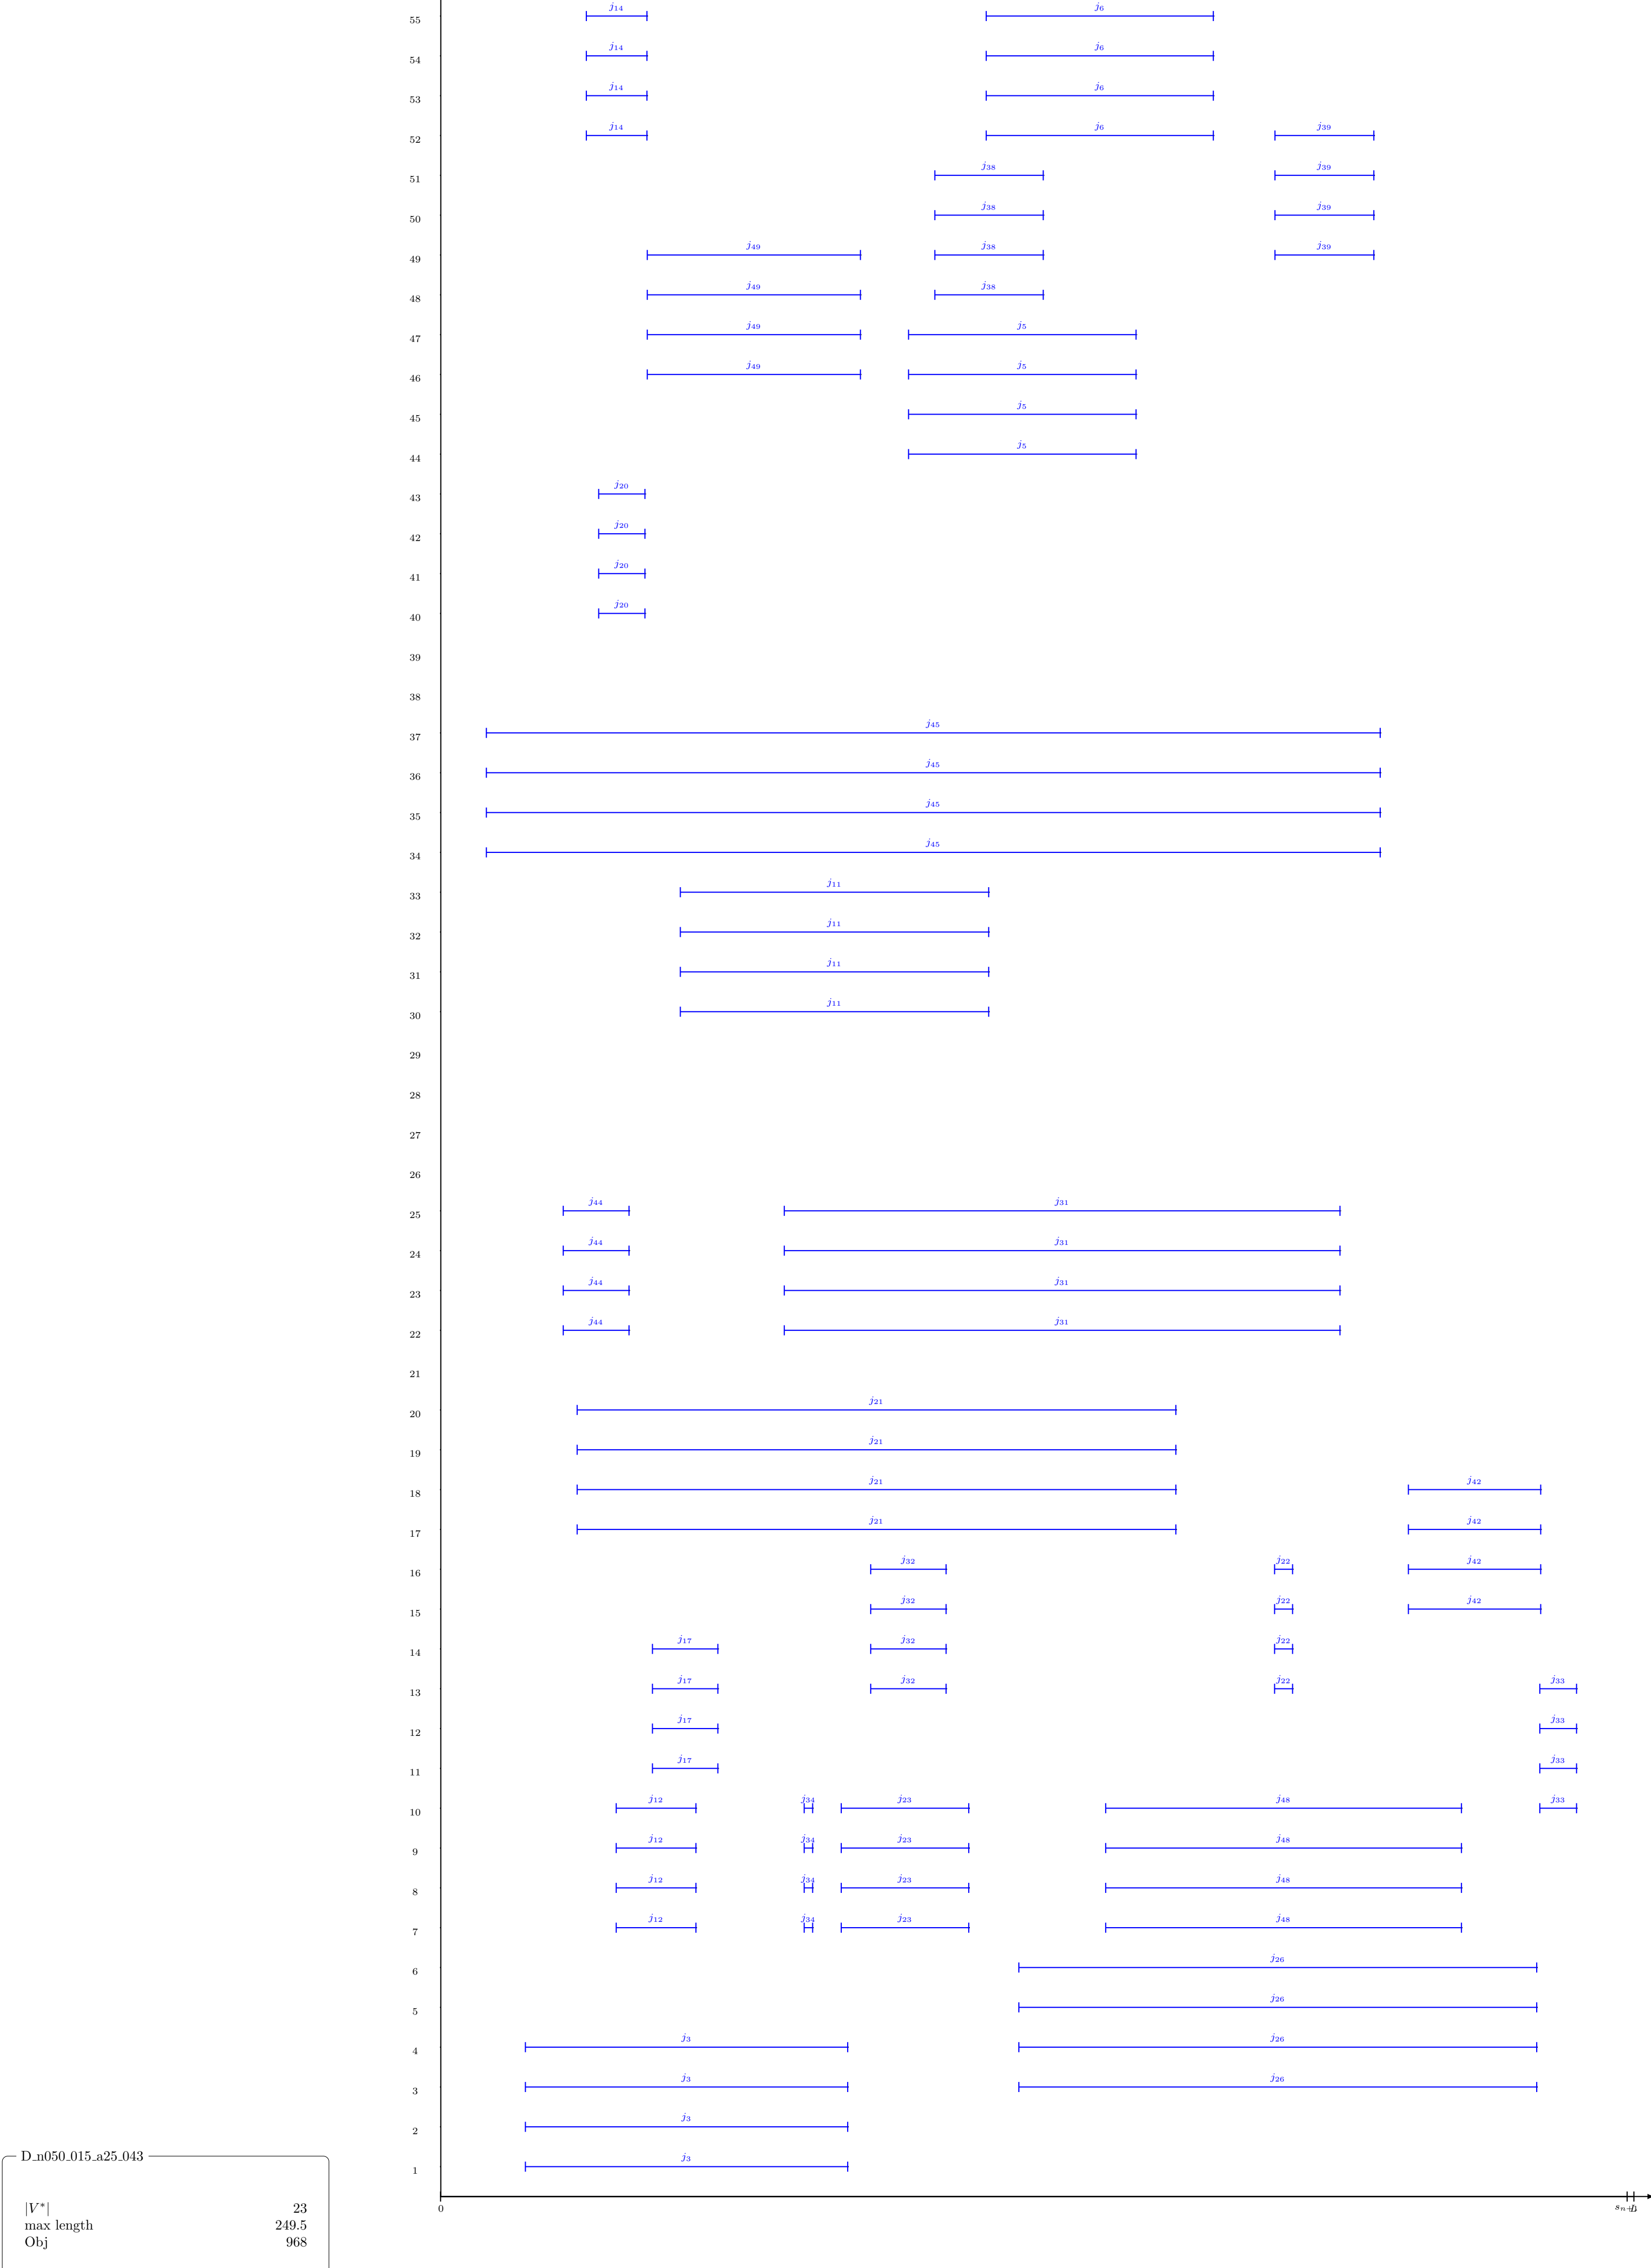 55 j₁₄ j₆
54 j₁₄ j₆
53 j₁₄ j₆
52 j₁₄ j₆ j₃₉
51 j₃₈ j₃₉
50 j₃₈ j₃₉
49 j₄₉ j₃₈ j₃₉
48 j₄₉ j₃₈
47 j₄₉ j₅
46 j₄₉ j₅
45 j₅
44 j₅
43 j₂₀
42 j₂₀
41 j₂₀
40 j₂₀
39
38
37 j₄₅
36 j₄₅
35 j₄₅
34 j₄₅
33 j₁₁
32 j₁₁
31 j₁₁
30 j₁₁
29
28
27
26
25 j₄₄ j₃₁
24 j₄₄ j₃₁
23 j₄₄ j₃₁
22 j₄₄ j₃₁
21
20 j₂₁
19 j₂₁
18 j₂₁ j₄₂
17 j₂₁ j₄₂
16 j₃₂ j₂₂ j₄₂
15 j₃₂ j₂₂ j₄₂
14 j₁₇ j₃₂ j₂₂
13 j₁₇ j₃₂ j₂₂ j₃₃
12 j₁₇ j₃₃
11 j₁₇ j₃₃
10 j₁₂ j₃₄ j₂₃ j₄₈ j₃₃
9 j₁₂ j₃₄ j₂₃ j₄₈
8 j₁₂ j₃₄ j₂₃ j₄₈
7 j₁₂ j₃₄ j₂₃ j₄₈
6 j₂₆
5 j₂₆
4 j₃ j₂₆
3 j₃ j₂₆
2 j₃
1 j₃
0
D_n050_015_a25_043
|V*| 23
max length 249.5
Obj 968